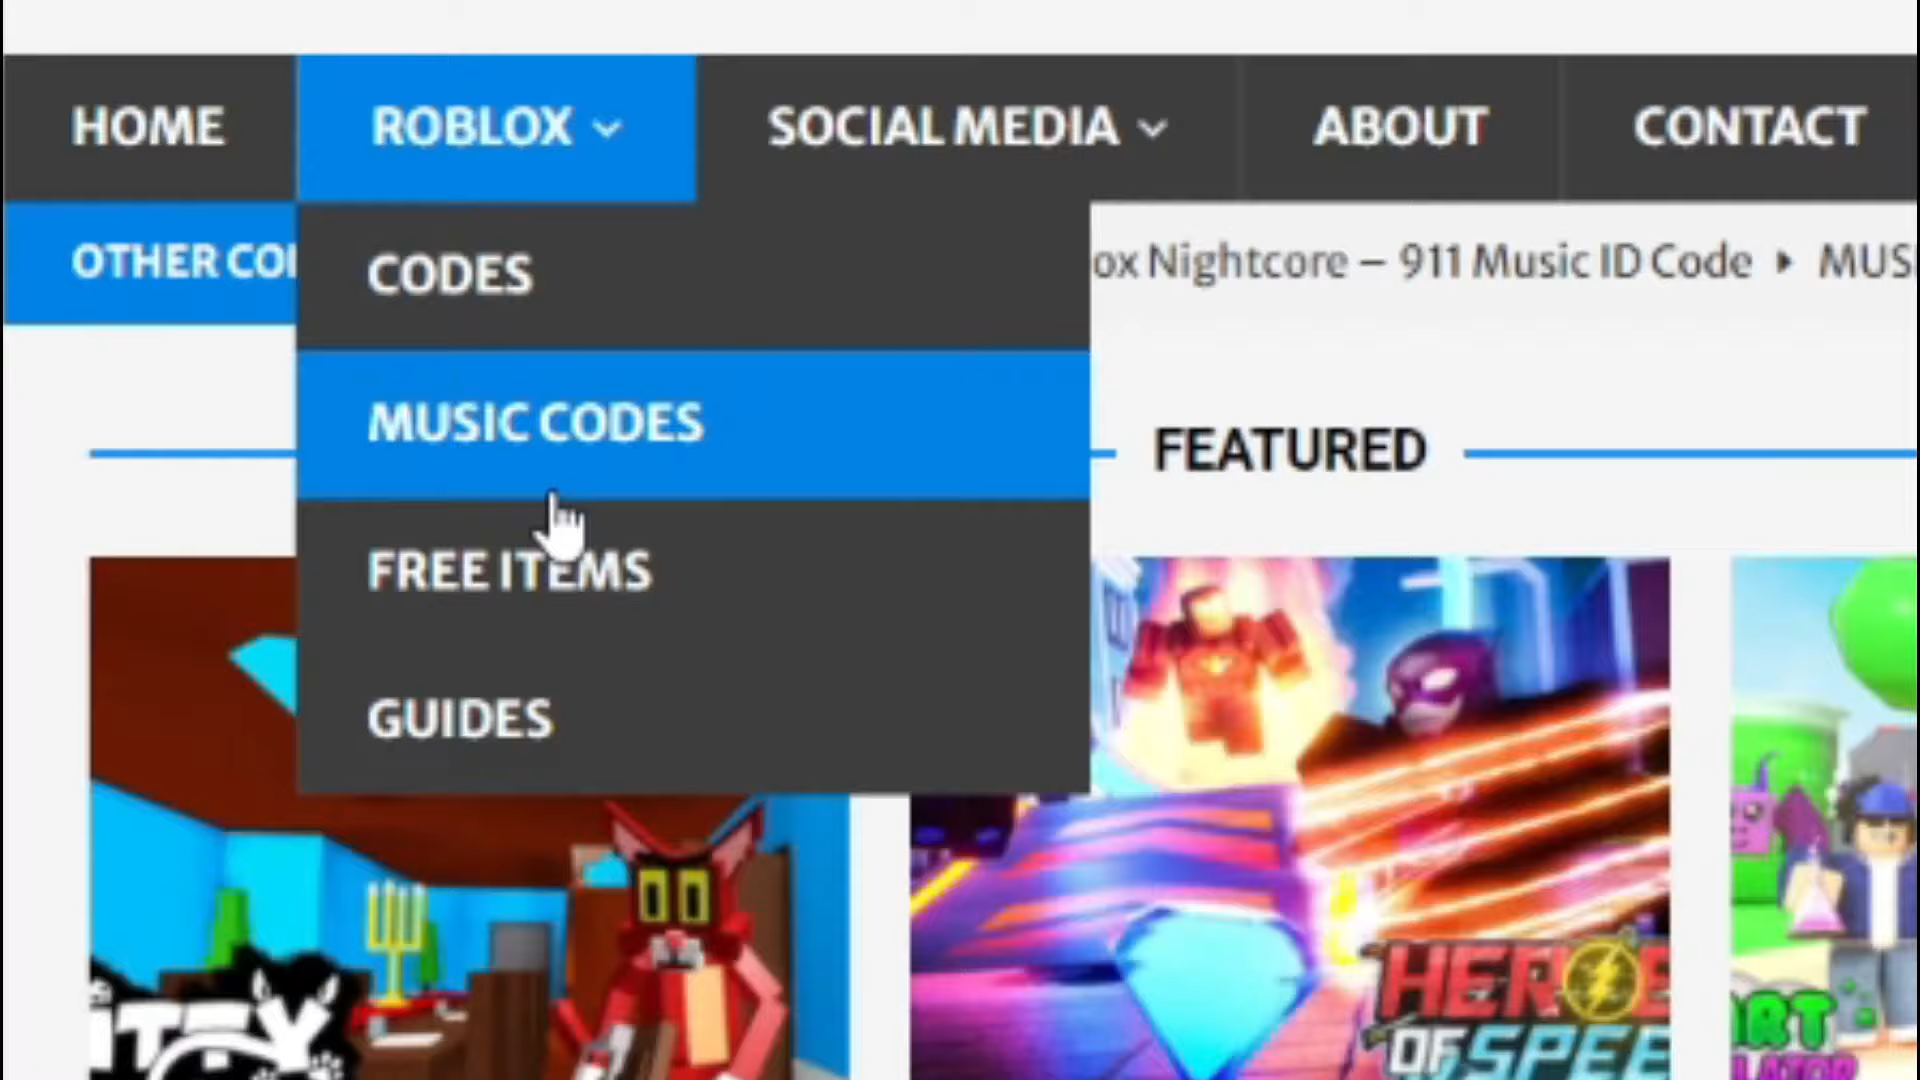 HOME ROBLOX SOCIAL MEDIA ABOUT CONTACT
OTHER CO
CODES
ox Nightcore – 911 Music ID Code MUS
MUSIC CODES
FEATURED
FREE ITEMS
GUIDES
HER
OF SPEE